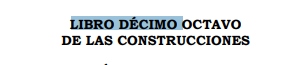 LIBRO DÉCIMO OCTAVO
DE LAS CONSTRUCCIONES